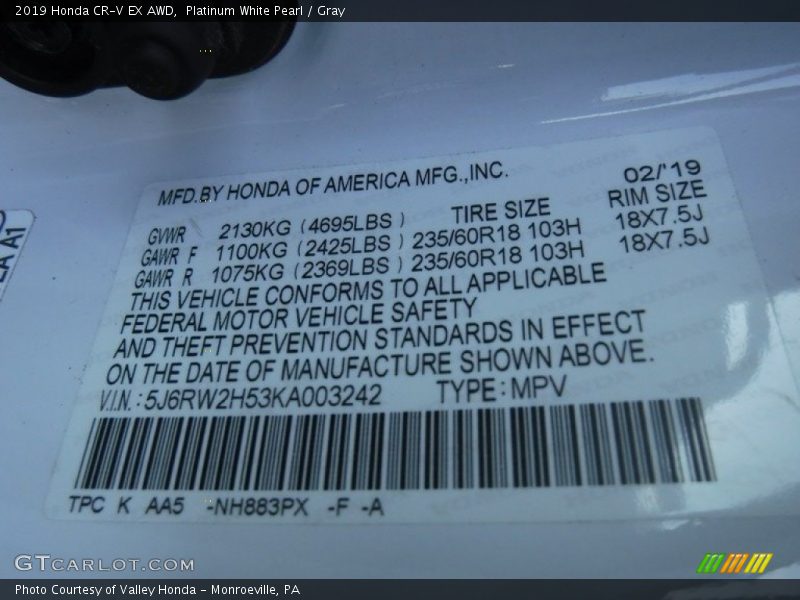 2019 Honda CR-V EX AWD, Platinum White Pearl / Gray
MFD.BY HONDA OF AMERICA MFG.,INC. 02/'19
GVWR 2130KG (4695LBS) TIRE SIZE RIM SIZE
GAWR F 1100KG (2425LBS) 235/60R18 103H 18X7.5J
GAWR R 1075KG (2369LBS) 235/60R18 103H 18X7.5J
THIS VEHICLE CONFORMS TO ALL APPLICABLE
FEDERAL MOTOR VEHICLE SAFETY
AND THEFT PREVENTION STANDARDS IN EFFECT
ON THE DATE OF MANUFACTURE SHOWN ABOVE.
V.I.N.:5J6RW2H53KA003242 TYPE:MPV
TPC K AA5 -NH883PX -F -A
A1
GTCARLOT.COM
Photo Courtesy of Valley Honda - Monroeville, PA